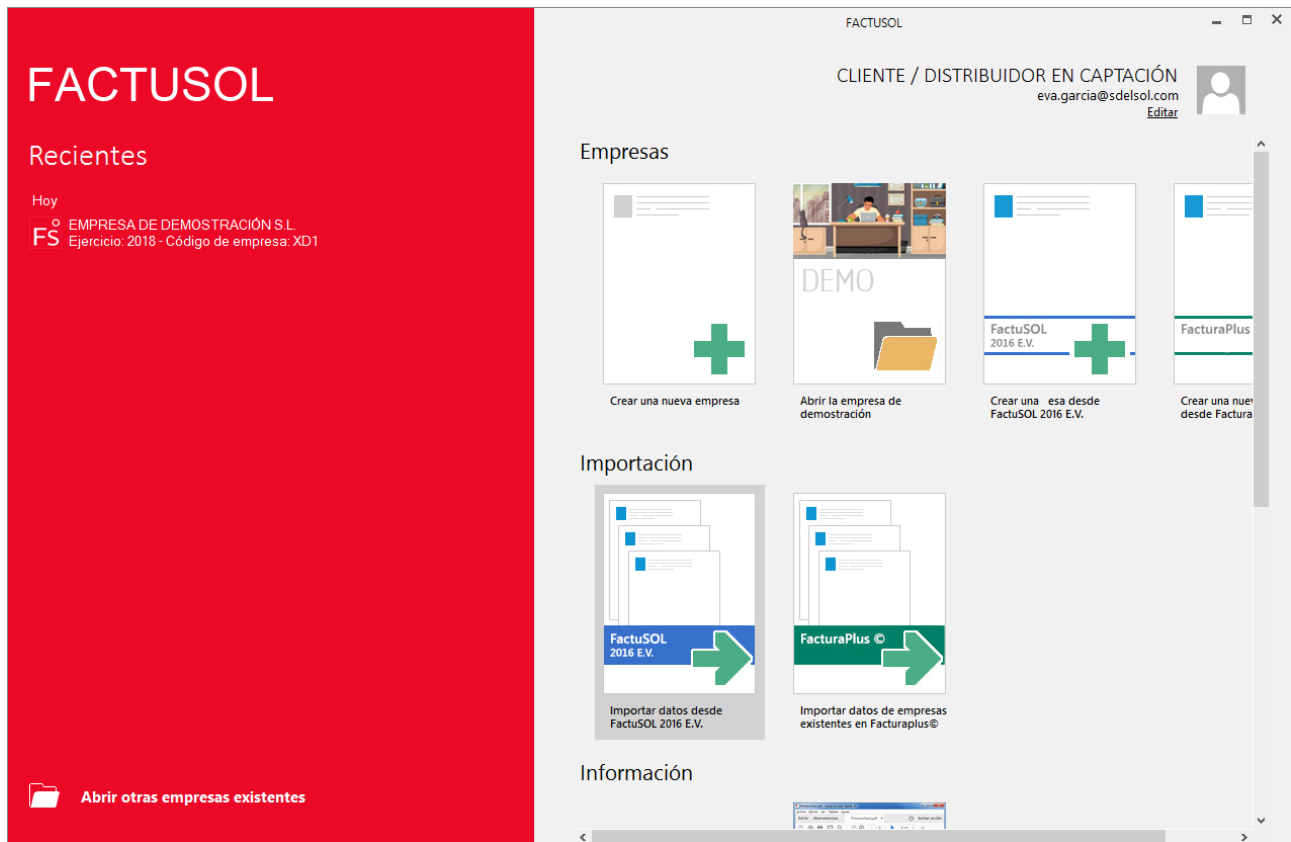 FACTUSOL
FACTUSOL
CLIENTE / DISTRIBUIDOR EN CAPTACIÓN
eva.garcia@sdelsol.com
Editar
Recientes
Hoy
FS
EMPRESA DE DEMOSTRACIÓN S.L.
Ejercicio: 2018 - Código de empresa: XD1
Abrir otras empresas existentes
Empresas
DEMO
FactuSOL
2016 E.V.
FacturaPlus
Crear una nueva empresa
Abrir la empresa de
demostración
Crear una esa desde
FactuSOL 2016 E.V.
Crear una nuev
desde Factura
Importación
FactuSOL
2016 E.V.
FacturaPlus ©
Importar datos desde
FactuSOL 2016 E.V.
Importar datos de empresas
existentes en Facturaplus©
Información